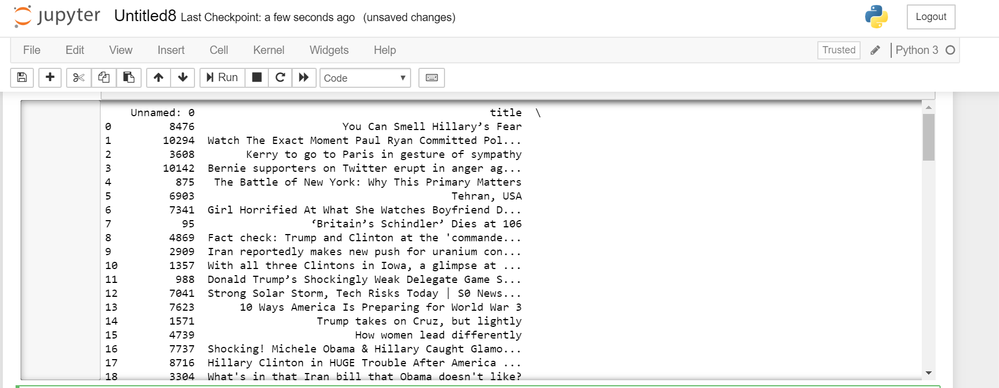 jupyter Untitled8 Last Checkpoint: a few seconds ago (unsaved changes) Logout
File Edit View Insert Cell Kernel Widgets Help Trusted Python 3
Run Code
Unnamed: 0 title \
0 8476 You Can Smell Hillary’s Fear
1 10294 Watch The Exact Moment Paul Ryan Committed Pol...
2 3608 Kerry to go to Paris in gesture of sympathy
3 10142 Bernie supporters on Twitter erupt in anger ag...
4 875 The Battle of New York: Why This Primary Matters
5 6903 Tehran, USA
6 7341 Girl Horrified At What She Watches Boyfriend D...
7 95 ‘Britain’s Schindler’ Dies at 106
8 4869 Fact check: Trump and Clinton at the 'commande...
9 2909 Iran reportedly makes new push for uranium con...
10 1357 With all three Clintons in Iowa, a glimpse at ...
11 988 Donald Trump’s Shockingly Weak Delegate Game S...
12 7041 Strong Solar Storm, Tech Risks Today | S0 News...
13 7623 10 Ways America Is Preparing for World War 3
14 1571 Trump takes on Cruz, but lightly
15 4739 How women lead differently
16 7737 Shocking! Michele Obama & Hillary Caught Glamo...
17 8716 Hillary Clinton in HUGE Trouble After America ...
18 3304 What's in that Iran bill that Obama doesn't like?